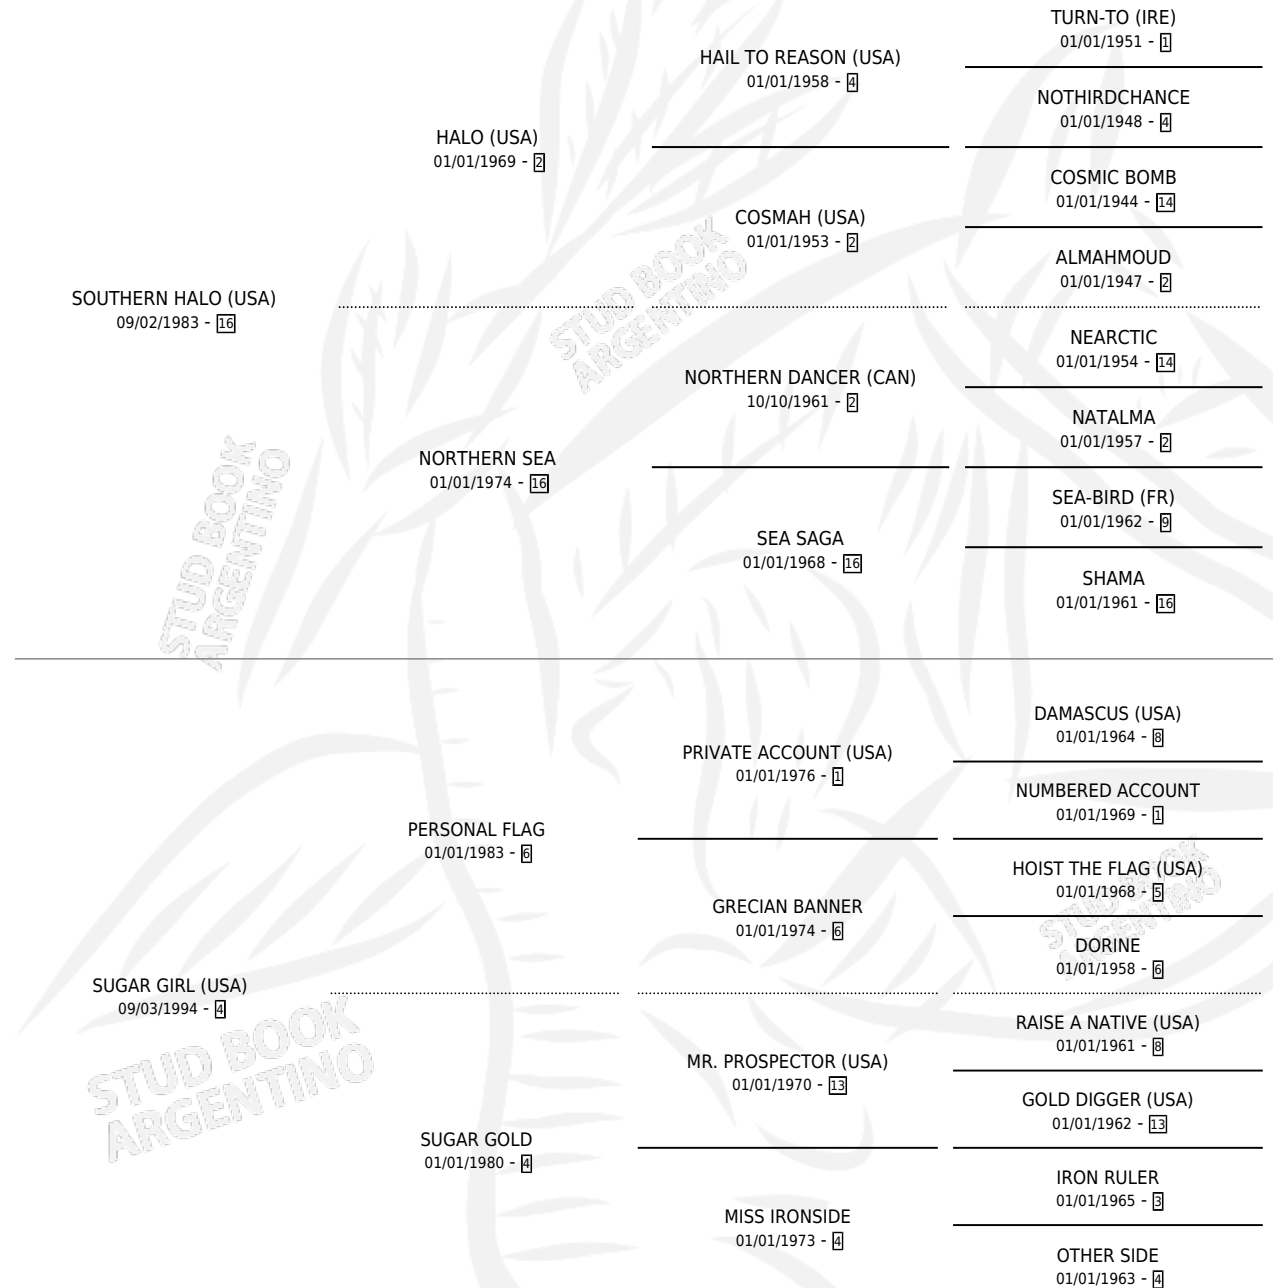 SOUTHERN HALO (USA)
09/02/1983 - 16
HALO (USA)
01/01/1969 - 2
HAIL TO REASON (USA)
01/01/1958 - 4
TURN-TO (IRE)
01/01/1951 - 1
NOTHIRDCHANCE
01/01/1948 - 4
COSMAH (USA)
01/01/1953 - 2
COSMIC BOMB
01/01/1944 - 14
ALMAHMOUD
01/01/1947 - 2
NORTHERN SEA
01/01/1974 - 16
NORTHERN DANCER (CAN)
10/10/1961 - 2
NEARCTIC
01/01/1954 - 14
NATALMA
01/01/1957 - 2
SEA SAGA
01/01/1968 - 16
SEA-BIRD (FR)
01/01/1962 - 9
SHAMA
01/01/1961 - 16
SUGAR GIRL (USA)
09/03/1994 - 4
PERSONAL FLAG
01/01/1983 - 6
PRIVATE ACCOUNT (USA)
01/01/1976 - 1
DAMASCUS (USA)
01/01/1964 - 8
NUMBERED ACCOUNT
01/01/1969 - 1
GRECIAN BANNER
01/01/1974 - 6
HOIST THE FLAG (USA)
01/01/1968 - 5
DORINE
01/01/1958 - 6
SUGAR GOLD
01/01/1980 - 4
MR. PROSPECTOR (USA)
01/01/1970 - 13
RAISE A NATIVE (USA)
01/01/1961 - 8
GOLD DIGGER (USA)
01/01/1962 - 13
MISS IRONSIDE
01/01/1973 - 4
IRON RULER
01/01/1965 - 3
OTHER SIDE
01/01/1963 - 4
STUD BOOK
ARGENTINO
STUD BOOK
ARGENTINO
STUD BOOK
ARGENTINO
STUD BOOK
ARGENTINO